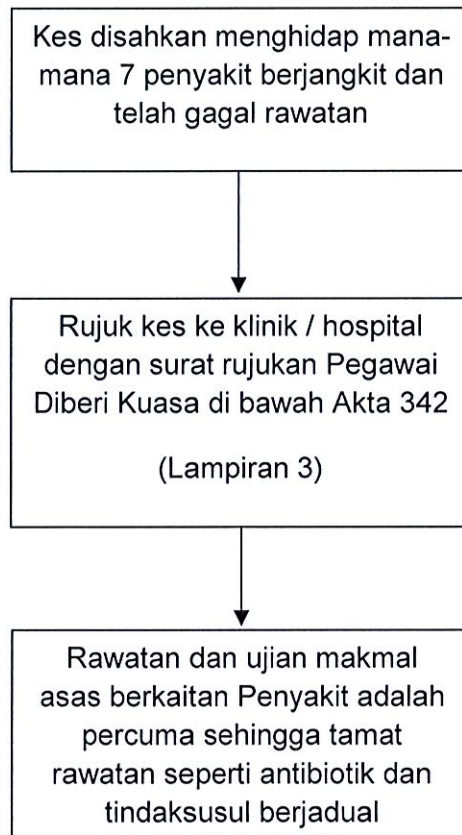 Kes disahkan menghidap mana-
mana 7 penyakit berjangkit dan
telah gagal rawatan
Rujuk kes ke klinik / hospital
dengan surat rujukan Pegawai
Diberi Kuasa di bawah Akta 342
(Lampiran 3)
Rawatan dan ujian makmal
asas berkaitan Penyakit adalah
percuma sehingga tamat
rawatan seperti antibiotik dan
tindaksusul berjadual